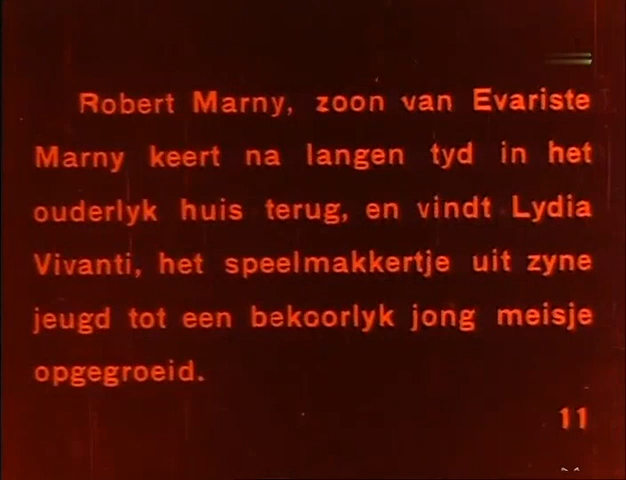 Robert Marny, zoon van Evariste
Marny keert na langen tyd in het
ouderlyk huis terug, en vindt Lydia
Vivanti, het speelmakkertje uit zyne
jeugd tot een bekoorlyk jong meisje
opgegroeid.
11